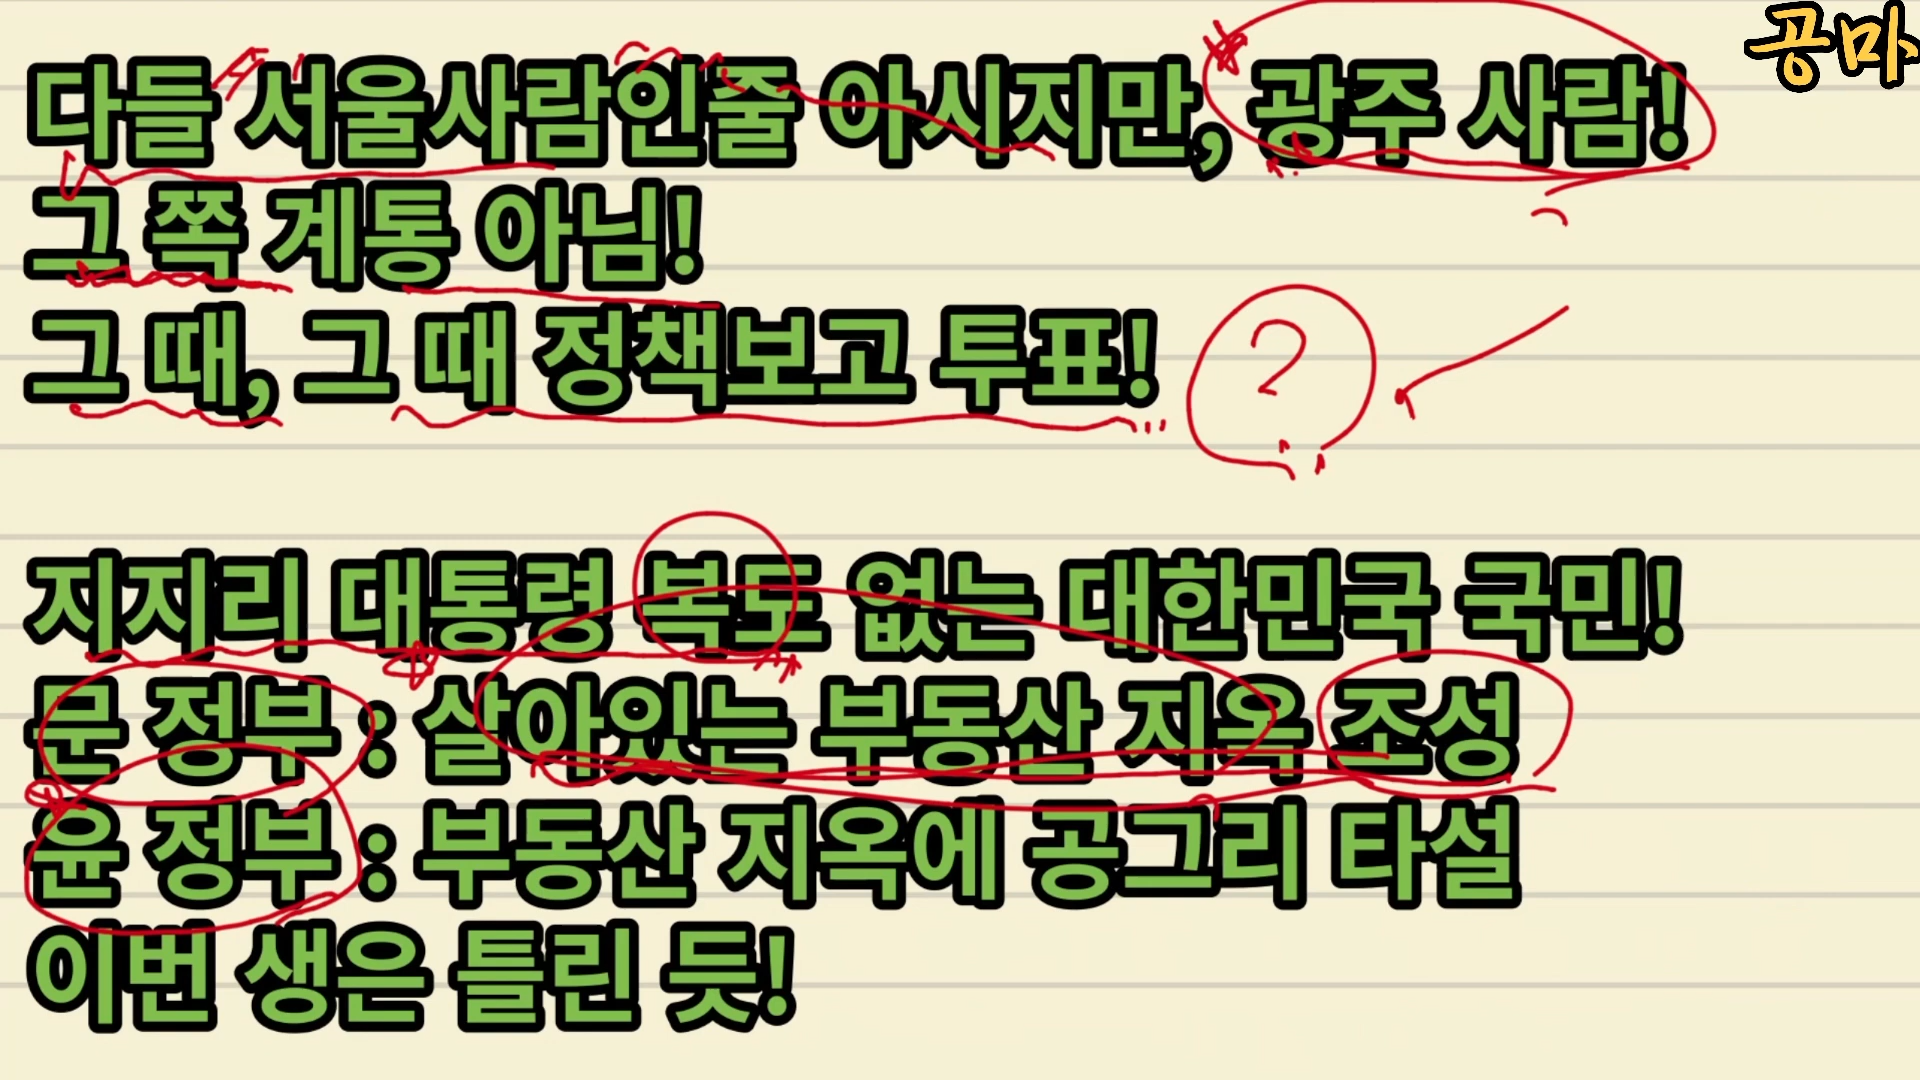 공마
다들 서울사람인줄 아시지만, 광주 사람!
그 쪽 계통 아님!
그 때, 그 때 정책보고 투표!
?
지지리 대통령 복도 없는 대한민국 국민!
문 정부 : 살아있는 부동산 지옥 조성
윤 정부 : 부동산 지옥에 공그리 타설
이번 생은 틀린 듯!